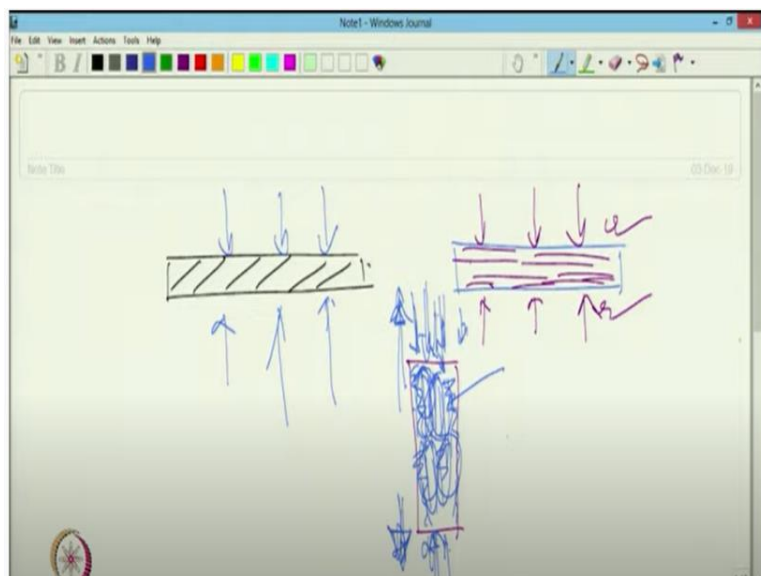 Note1 - Windows Journal
File Edit View Insert Actions Tools Help
B I
Note Title
03-Dec-19